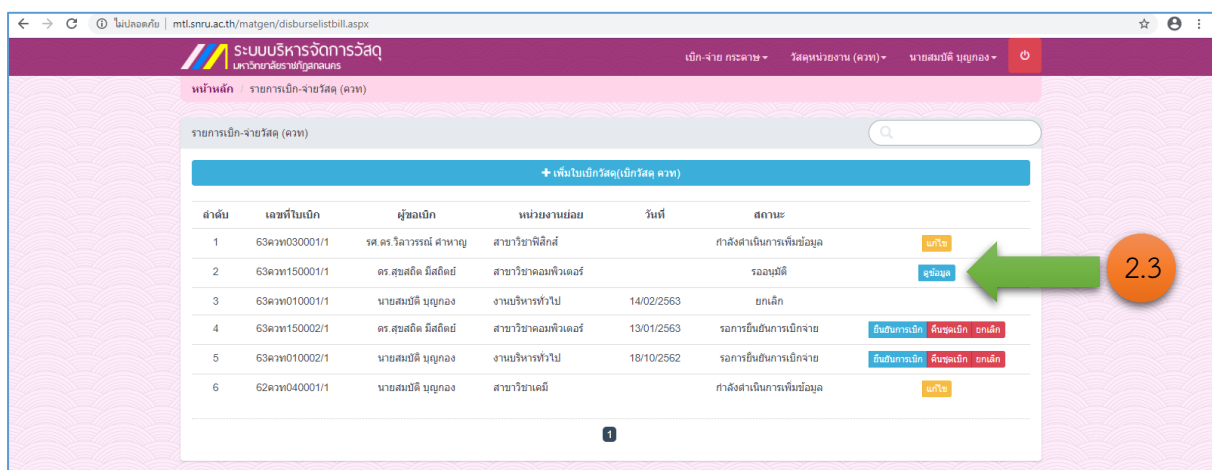 ไม่ปลอดภัย | mtl.snru.ac.th/matgen/disburselistbill.aspx
ระบบบริหารจัดการวัสดุ
มหาวิทยาลัยราชภัฏสกลนคร
เบิก-จ่าย กระดาษ วัสดุหน่วยงาน (ควท) นายสมบัติ บุญกอง
หน้าหลัก / รายการเบิก-จ่ายวัสดุ (ควท)
รายการเบิก-จ่ายวัสดุ (ควท)
+ เพิ่มใบเบิกวัสดุ(เบิกวัสดุ ควท)
ลำดับ เลขที่ใบเบิก ผู้ขอเบิก หน่วยงานย่อย วันที่ สถานะ
1 63ควท030001/1 รศ.ดร.วิลาวรรณ์ ศาหาญ สาขาวิชาฟิสิกส์ กำลังดำเนินการเพิ่มข้อมูล แก้ไข
2 63ควท150001/1 ดร.สุขสถิต มีสถิตย์ สาขาวิชาคอมพิวเตอร์ รออนุมัติ ดูข้อมูล
2.3
3 63ควท010001/1 นายสมบัติ บุญกอง งานบริหารทั่วไป 14/02/2563 ยกเลิก
4 63ควท150002/1 ดร.สุขสถิต มีสถิตย์ สาขาวิชาคอมพิวเตอร์ 13/01/2563 รอการยืนยันการเบิกจ่าย ยืนยันการเบิก คืนชุดเบิก ยกเลิก
5 63ควท010002/1 นายสมบัติ บุญกอง งานบริหารทั่วไป 18/10/2562 รอการยืนยันการเบิกจ่าย ยืนยันการเบิก คืนชุดเบิก ยกเลิก
6 62ควท040001/1 นายสมบัติ บุญกอง สาขาวิชาเคมี กำลังดำเนินการเพิ่มข้อมูล แก้ไข
1